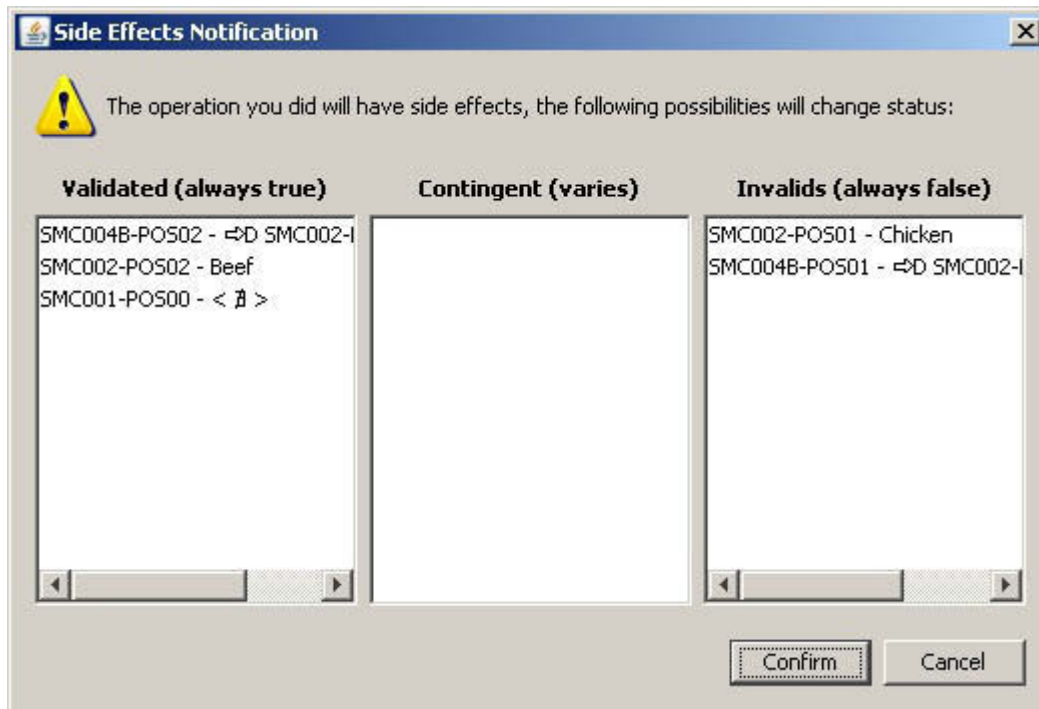 Side Effects Notification
The operation you did will have side effects, the following possibilities will change status:
Validated (always true)
SMC004B-POS02 - ⇨D SMC002-
SMC002-POS02 - Beef
SMC001-POS00 - < ∄ >
Contingent (varies)
Invalids (always false)
SMC002-POS01 - Chicken
SMC004B-POS01 - ⇨D SMC002-
Confirm
Cancel